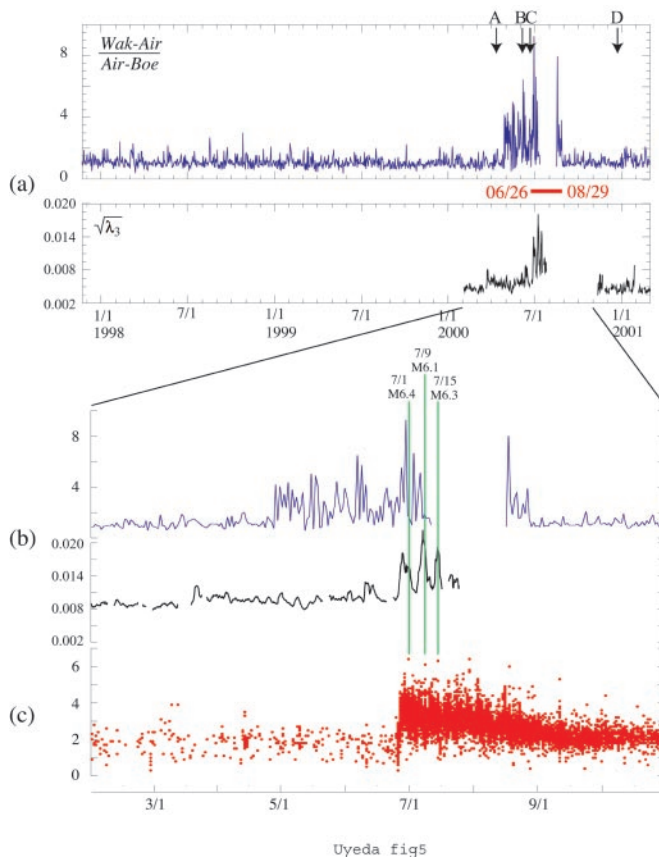 A BC D
8
4
0
Wak-Air
Air-Boe
(a)
06/26 08/29
0.020
0.014
0.008
0.002
√λ3
1/1 7/1 1/1 7/1 1/1 7/1 1/1
1998 1999 2000 2001
7/9
M6.1
7/1
M6.4
7/15
M6.3
8
4
(b)
0.020
0.014
0.008
0.002
(c)
6
4
2
0
3/1 5/1 7/1 9/1
Uyeda fig5